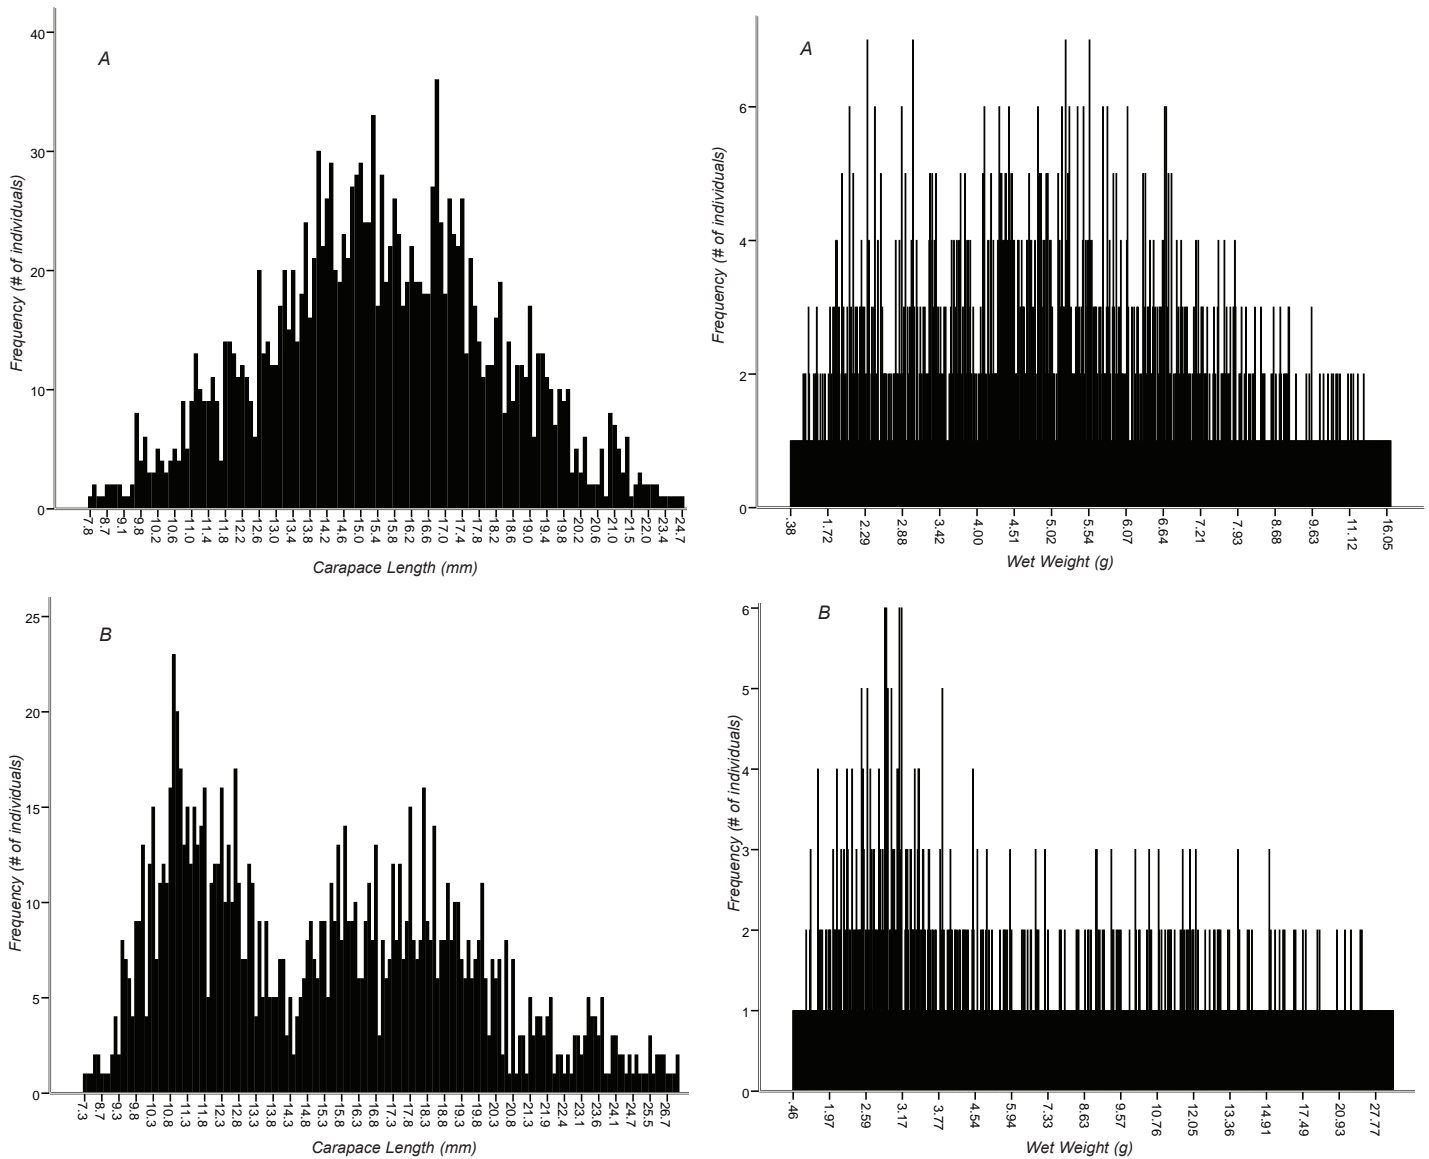 A
Frequency (# of individuals)
40
30
20
10
0
7.8 8.7 9.1 9.8 10.2 10.6 11.0 11.4 11.8 12.2 12.6 13.0 13.4 13.8 14.2 14.6 15.0 15.4 15.8 16.2 16.6 17.0 17.4 17.8 18.2 18.6 19.0 19.4 19.8 20.2 20.6 21.0 21.5 22.0 23.4 24.7
Carapace Length (mm)
A
Frequency (# of individuals)
6
4
2
0
.38 1.72 2.29 2.88 3.42 4.00 4.51 5.02 5.54 6.07 6.64 7.21 7.93 8.68 9.63 11.12 16.05
Wet Weight (g)
B
Frequency (# of individuals)
25
20
15
10
5
0
7.3 8.7 9.3 9.8 10.3 10.8 11.3 11.8 12.3 12.8 13.3 13.8 14.3 14.8 15.3 15.8 16.3 16.8 17.3 17.8 18.3 18.8 19.3 19.8 20.3 20.8 21.3 21.9 22.4 23.1 23.6 24.1 24.7 25.5 26.7
Carapace Length (mm)
B
Frequency (# of individuals)
6
5
4
3
2
1
0
.46 1.97 2.59 3.17 3.77 4.54 5.94 7.33 8.63 9.57 10.76 12.05 13.36 14.91 17.49 20.93 27.77
Wet Weight (g)